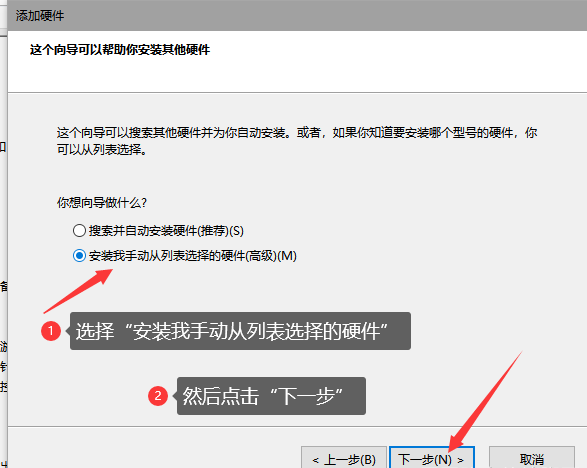 添加硬件
这个向导可以帮助你安装其他硬件
这个向导可以搜索其他硬件并为你自动安装。或者，如果你知道要安装哪个型号的硬件，你
可以从列表选择。
你想向导做什么?
搜索并自动安装硬件(推荐)(S)
安装我手动从列表选择的硬件(高级)(M)
1 选择“安装我手动从列表选择的硬件”
2 然后点击“下一步”
< 上一步(B)
下一步(N) >
取消
备
游
针
控